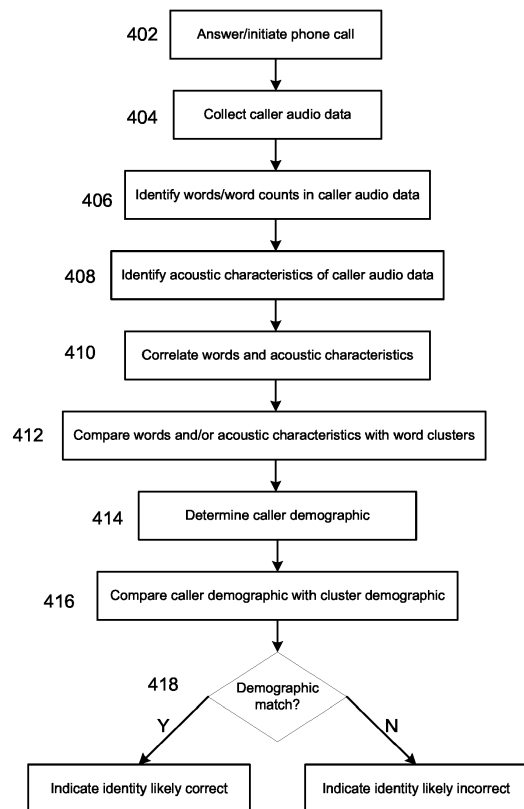 402
Answer/initiate phone call
404
Collect caller audio data
406
Identify words/word counts in caller audio data
408
Identify acoustic characteristics of caller audio data
410
Correlate words and acoustic characteristics
412
Compare words and/or acoustic characteristics with word clusters
414
Determine caller demographic
416
Compare caller demographic with cluster demographic
418
Demographic
match?
Y
N
Indicate identity likely correct
Indicate identity likely incorrect